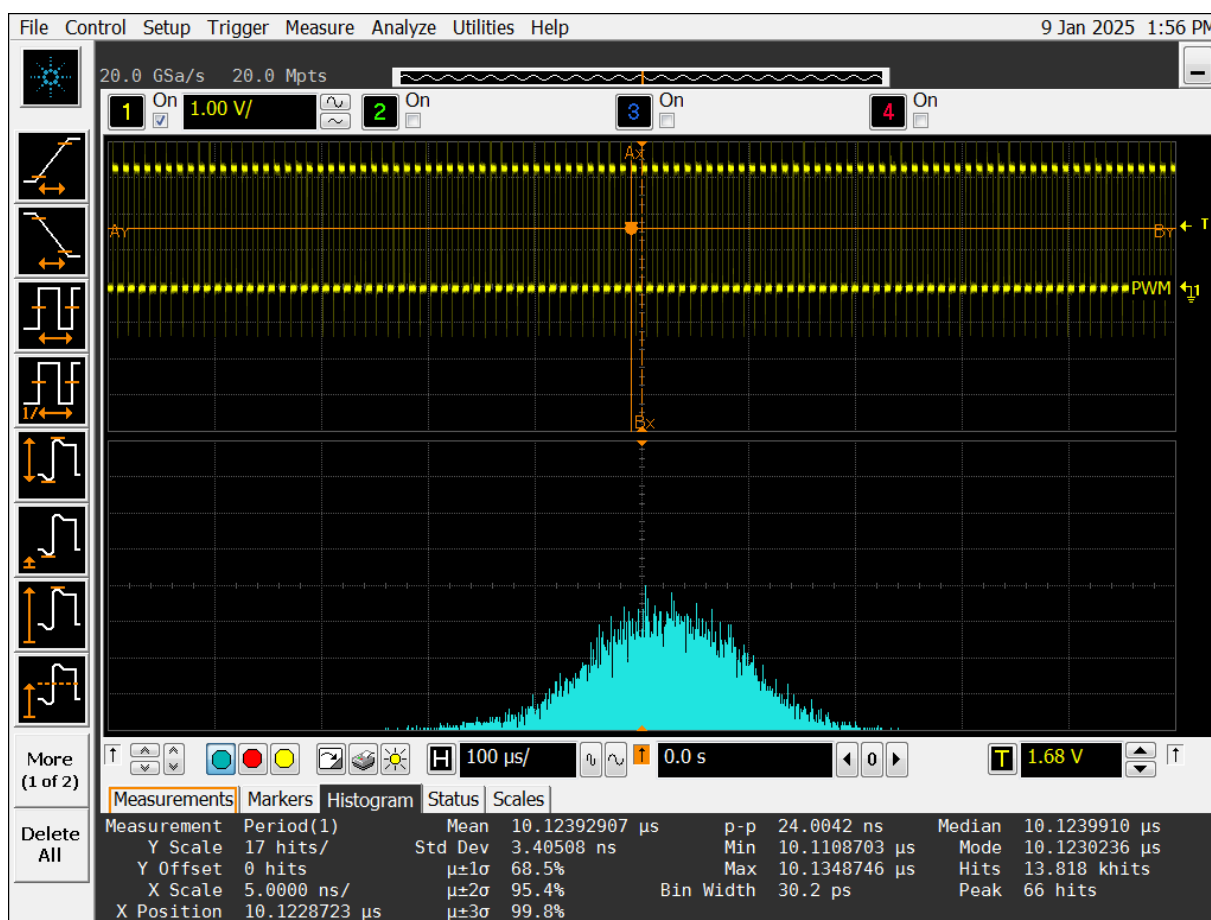 File Control Setup Trigger Measure Analyze Utilities Help 9 Jan 2025 1:56 PM
20.0 GSa/s 20.0 Mpts
1 On 1.00 V/ 2 On 3 On 4 On
Ax
AY BY T
PWM 1
Bx
1/
More
(1 of 2)
Delete
All
H 100 µs/ 0.0 s 0 T 1.68 V
Measurements Markers Histogram Status Scales
Measurement Period(1) Mean 10.12392907 µs p-p 24.0042 ns Median 10.1239910 µs
Y Scale 17 hits/ Std Dev 3.40508 ns Min 10.1108703 µs Mode 10.1230236 µs
Y Offset 0 hits µ±1σ 68.5% Max 10.1348746 µs Hits 13.818 khits
X Scale 5.0000 ns/ µ±2σ 95.4% Bin Width 30.2 ps Peak 66 hits
X Position 10.1228723 µs µ±3σ 99.8%